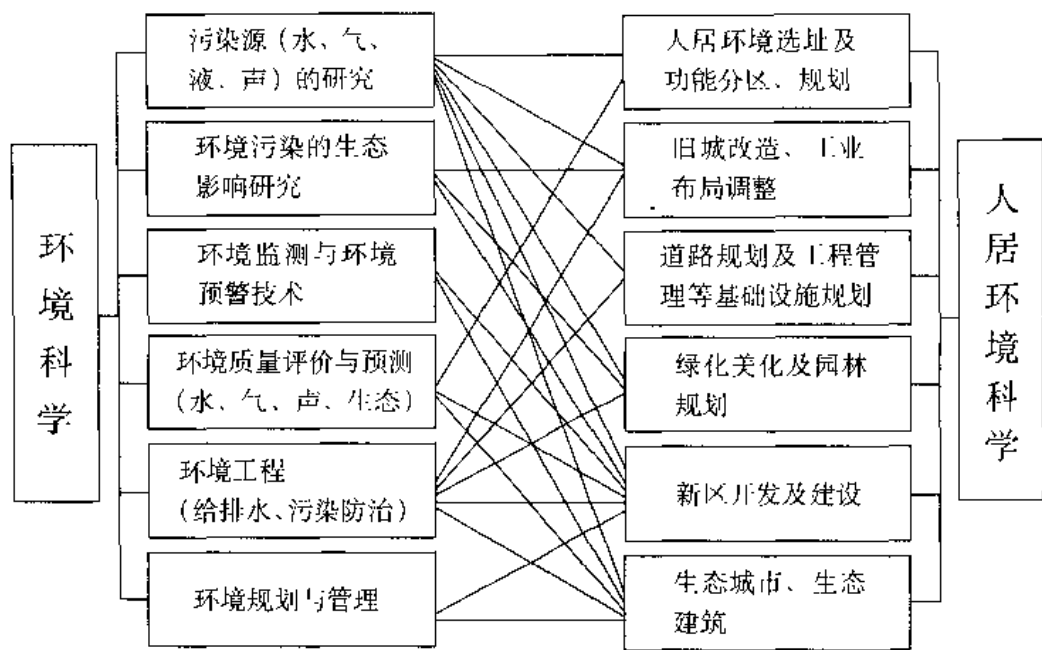 环境科学
污染源（水、气、
液、声）的研究
环境污染的生态
影响研究
环境监测与环境
预警技术
环境质量评价与预测
（水、气、声、生态）
环境工程
（给排水、污染防治）
环境规划与管理
人居环境选址及
功能分区、规划
旧城改造、工业
布局调整
道路规划及工程管
理等基础设施规划
绿化美化及园林
规划
新区开发及建设
生态城市、生态
建筑
人居环境科学